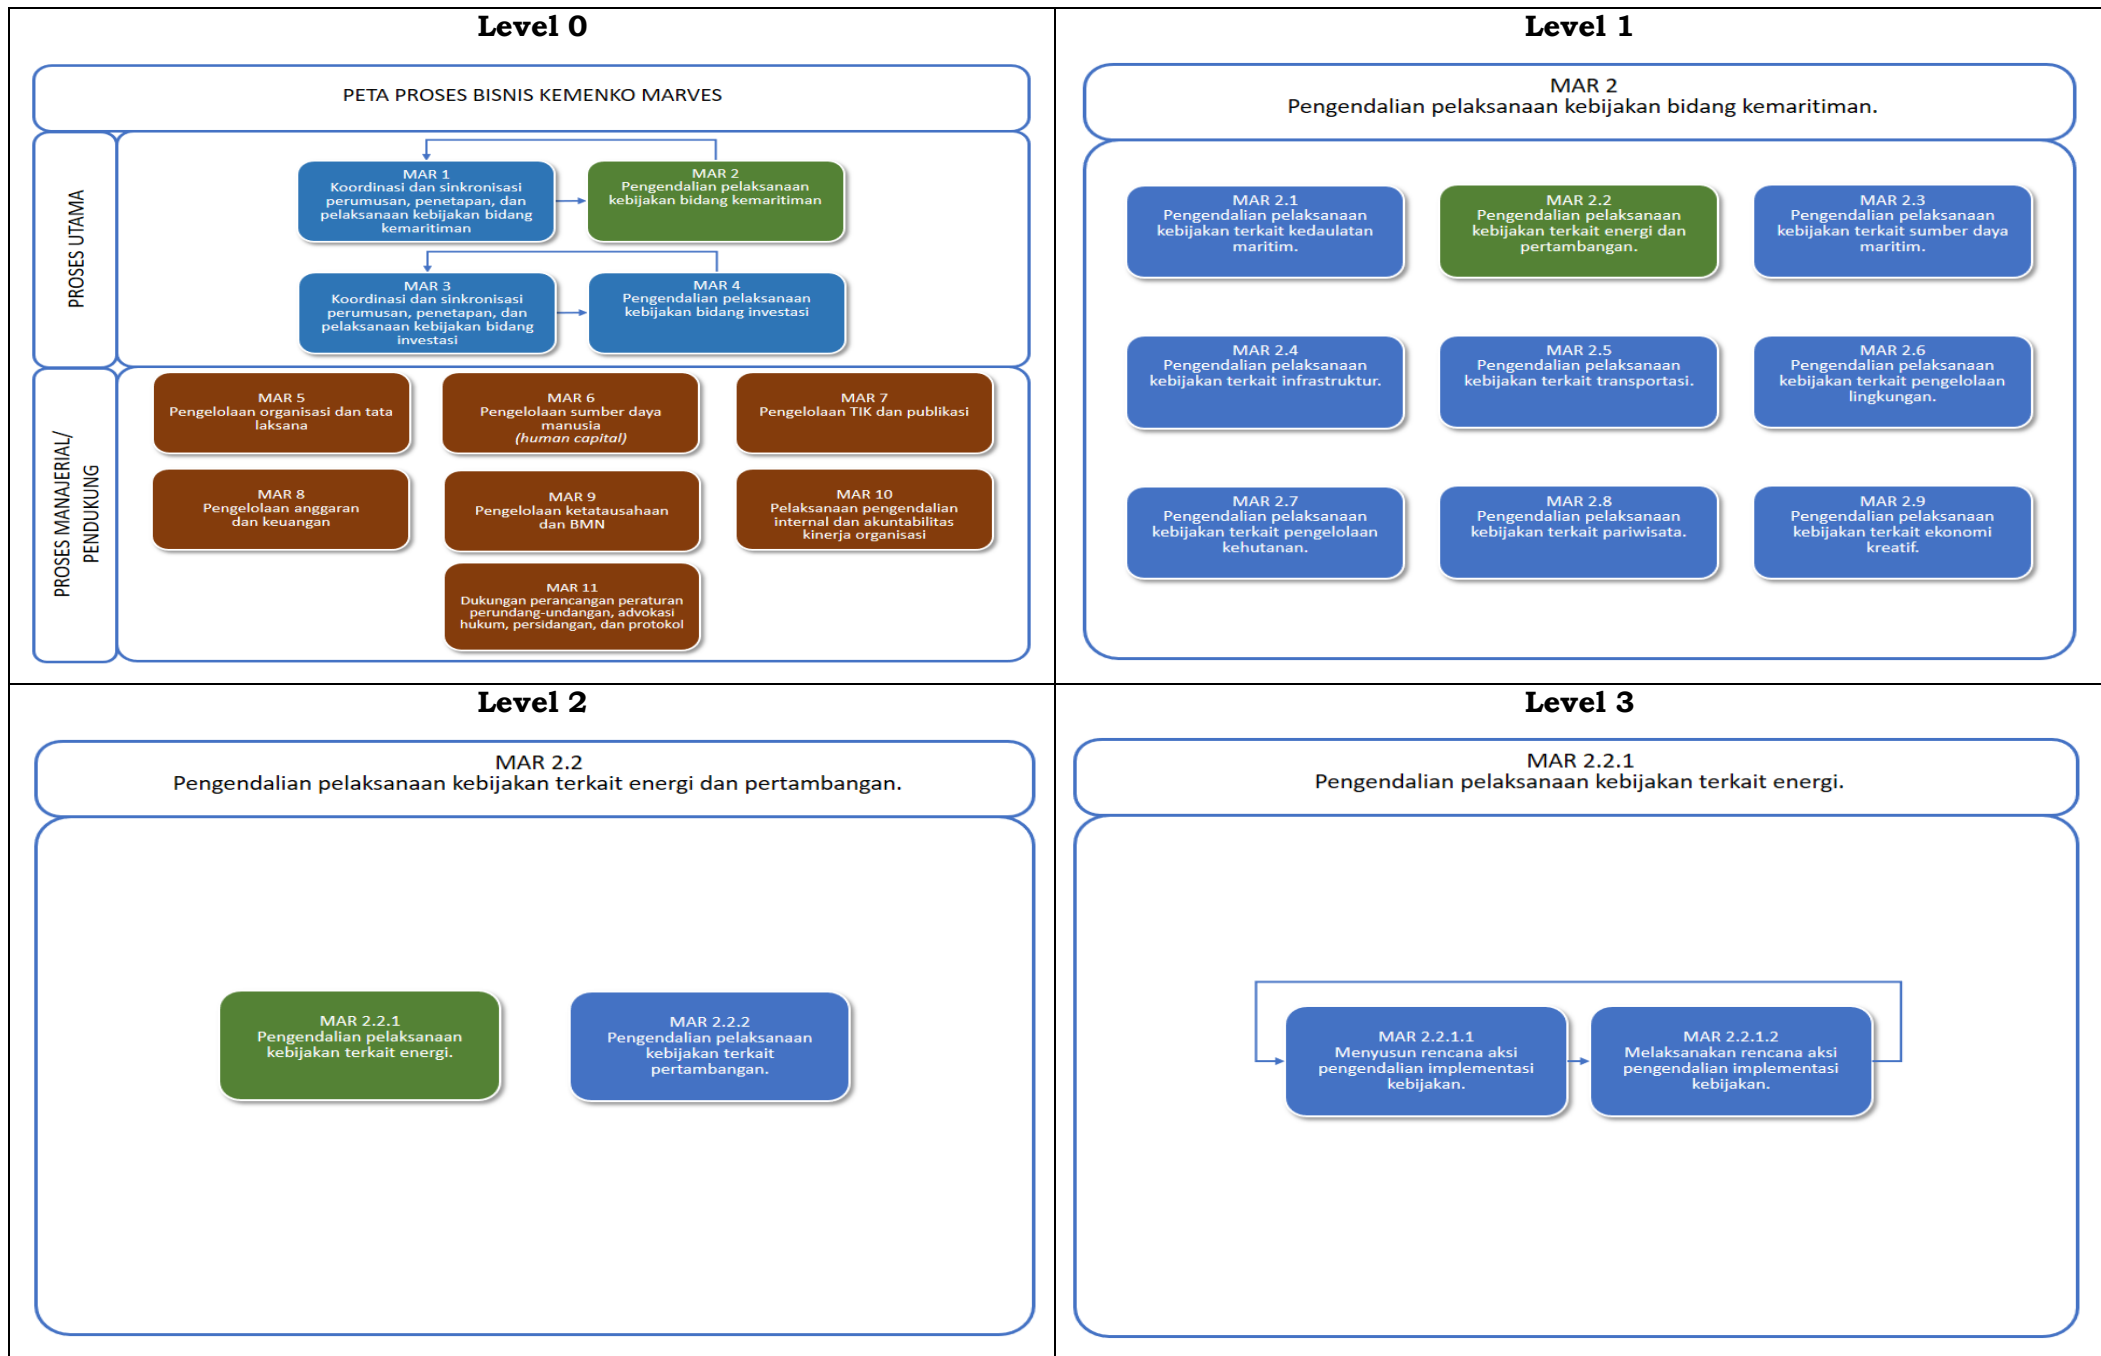 Level 0
PETA PROSES BISNIS KEMENKO MARVES
PROSES UTAMA
MAR 1
Koordinasi dan sinkronisasi
perumusan, penetapan, dan
pelaksanaan kebijakan bidang
kemaritiman
MAR 2
Pengendalian pelaksanaan
kebijakan bidang kemaritiman
MAR 3
Koordinasi dan sinkronisasi
perumusan, penetapan, dan
pelaksanaan kebijakan bidang
investasi
MAR 4
Pengendalian pelaksanaan
kebijakan bidang investasi
PROSES MANAJERIAL/
PENDUKUNG
MAR 5
Pengelolaan organisasi dan tata
laksana
MAR 6
Pengelolaan sumber daya
manusia
(human capital)
MAR 7
Pengelolaan TIK dan publikasi
MAR 8
Pengelolaan anggaran
dan keuangan
MAR 9
Pengelolaan ketatausahaan
dan BMN
MAR 10
Pelaksanaan pengendalian
internal dan akuntabilitas
kinerja organisasi
MAR 11
Dukungan perancangan peraturan
perundang-undangan, advokasi
hukum, persidangan, dan protokol
Level 1
MAR 2
Pengendalian pelaksanaan kebijakan bidang kemaritiman.
MAR 2.1
Pengendalian pelaksanaan
kebijakan terkait kedaulatan
maritim.
MAR 2.2
Pengendalian pelaksanaan
kebijakan terkait energi dan
pertambangan.
MAR 2.3
Pengendalian pelaksanaan
kebijakan terkait sumber daya
maritim.
MAR 2.4
Pengendalian pelaksanaan
kebijakan terkait infrastruktur.
MAR 2.5
Pengendalian pelaksanaan
kebijakan terkait transportasi.
MAR 2.6
Pengendalian pelaksanaan
kebijakan terkait pengelolaan
lingkungan.
MAR 2.7
Pengendalian pelaksanaan
kebijakan terkait pengelolaan
kehutanan.
MAR 2.8
Pengendalian pelaksanaan
kebijakan terkait pariwisata.
MAR 2.9
Pengendalian pelaksanaan
kebijakan terkait ekonomi
kreatif.
Level 2
MAR 2.2
Pengendalian pelaksanaan kebijakan terkait energi dan pertambangan.
MAR 2.2.1
Pengendalian pelaksanaan
kebijakan terkait energi.
MAR 2.2.2
Pengendalian pelaksanaan
kebijakan terkait
pertambangan.
Level 3
MAR 2.2.1
Pengendalian pelaksanaan kebijakan terkait energi.
MAR 2.2.1.1
Menyusun rencana aksi
pengendalian implementasi
kebijakan.
MAR 2.2.1.2
Melaksanakan rencana aksi
pengendalian implementasi
kebijakan.